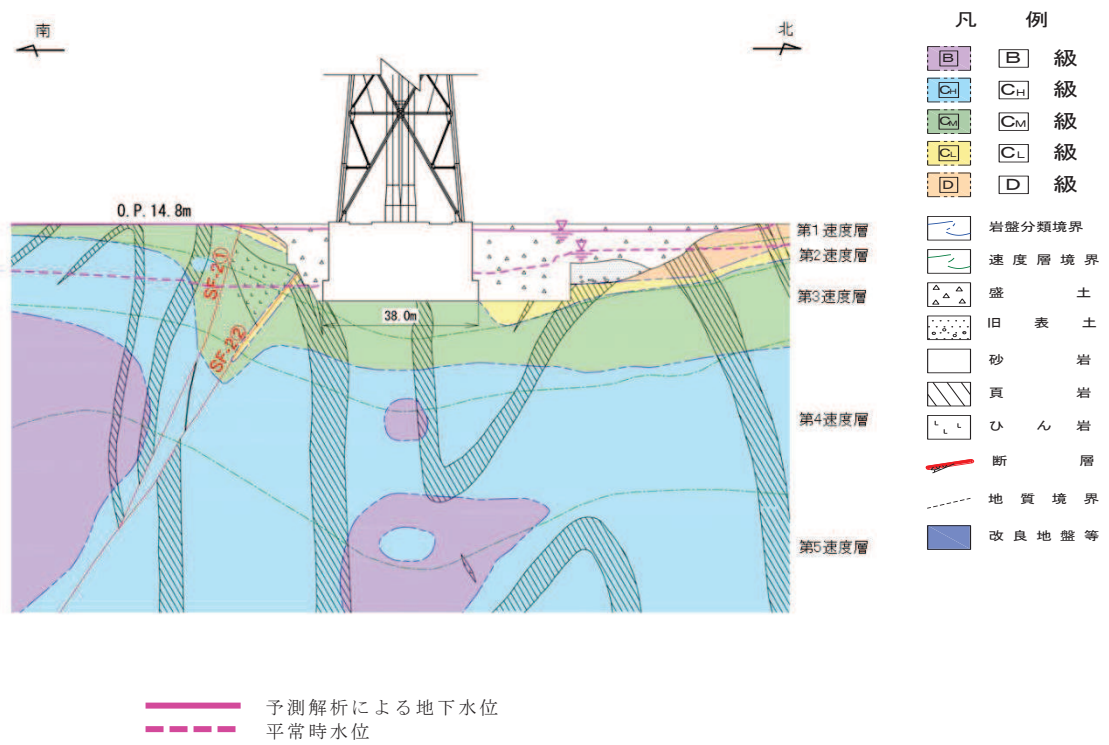 南
北
O.P.14.8m
SF-2①
SF-2②
38.0m
第1速度層
第2速度層
第3速度層
第4速度層
第5速度層
凡 例
B B 級
CH CH 級
CM CM 級
CL CL 級
D D 級
岩盤分類境界
速度層境界
盛 土
旧 表 土
砂 岩
頁 岩
ひ ん 岩
断 層
地 質 境 界
改 良 地 盤 等
予測解析による地下水位
平常時水位